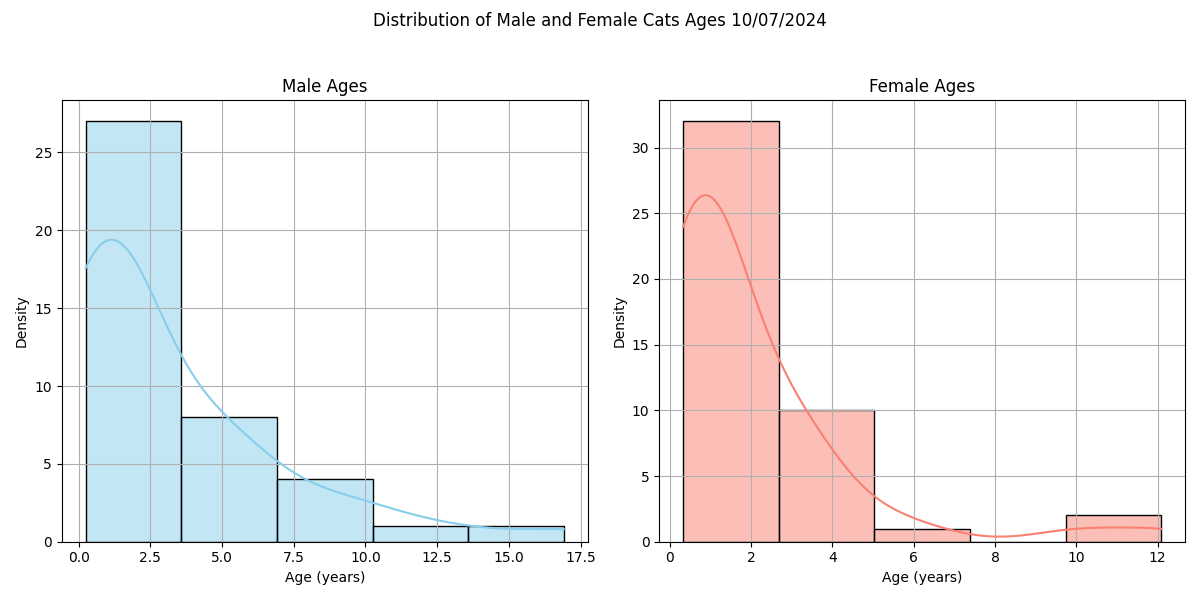 Distribution of Male and Female Cats Ages 10/07/2024
Male Ages
Density
25
20
15
10
5
0
0.0 2.5 5.0 7.5 10.0 12.5 15.0 17.5
Age (years)
Female Ages
Density
30
25
20
15
10
5
0
0 2 4 6 8 10 12
Age (years)